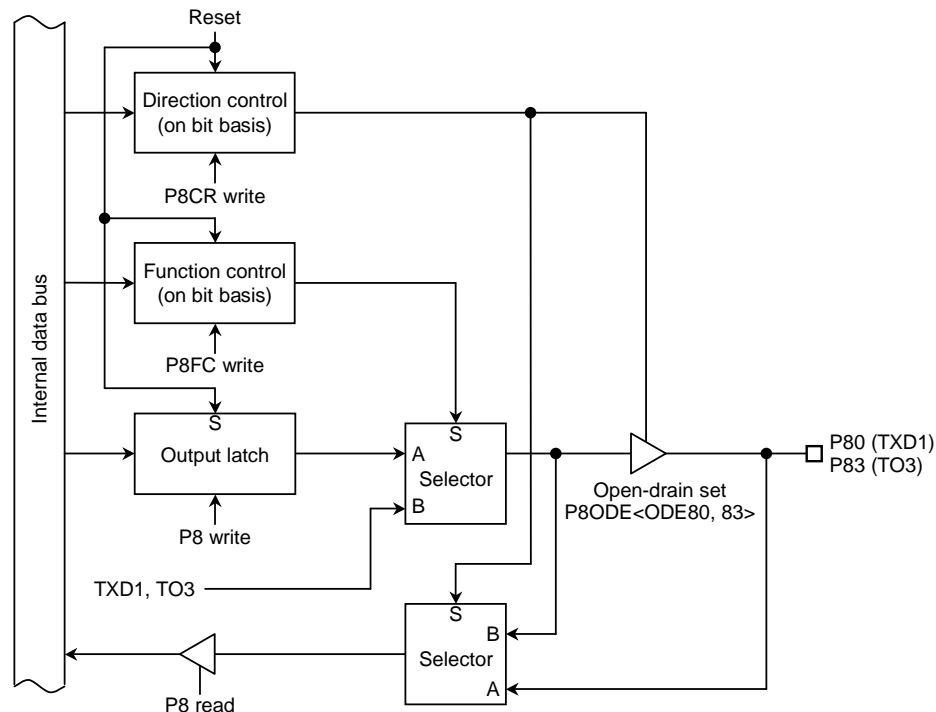 Reset
Direction control
(on bit basis)
P8CR write
Function control
(on bit basis)
P8FC write
Internal data bus
S
Output latch
P8 write
S
A
Selector
B
TXD1, TO3
P80 (TXD1)
P83 (TO3)
Open-drain set
P8ODE<ODE80, 83>
S
B
Selector
A
P8 read